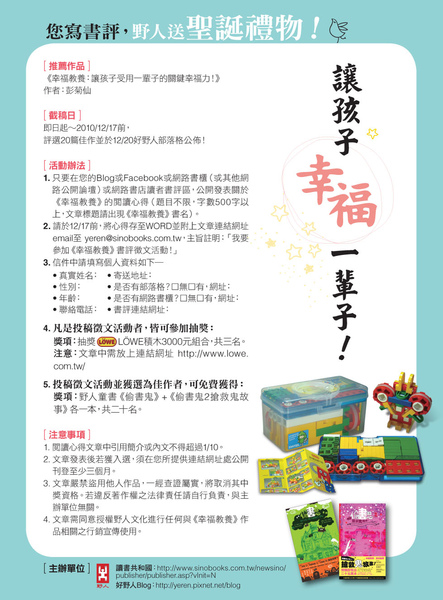 您寫書評，野人送聖誕禮物！
讓孩子
幸福
一輩子！
[ 推薦作品 ]
《幸福教養：讓孩子受用一輩子的關鍵幸福力！》
作者：彭菊仙
[ 截稿日 ]
即日起～2010/12/17前，
評選20篇佳作並於12/20好野人部落格公佈！
[ 活動辦法 ]
1. 只要在您的Blog或Facebook或網路書櫃（或其他網
路公開論壇）或網路書店讀者書評區，公開發表關於
《幸福教養》的閱讀心得（題目不限，字數500字以
上，文章標題請出現《幸福教養》書名）。
2. 請於12/17前，將心得存至WORD並附上文章連結網址
email至 yeren@sinobooks.com.tw，主旨註明：「我要
參加《幸福教養》書評徵文活動！」
3. 信件中請填寫個人資料如下—
• 真實姓名： • 寄送地址：
• 性別： • 是否有部落格？□無□有，網址：
• 年齡： • 是否有網路書櫃？□無□有，網址：
• 聯絡電話： • 書評連結網址：
4. 凡是投稿徵文活動者，皆可參加抽獎：
獎項：抽獎 LÖWE LÖWE積木3000元組合，共三名。
注意：文章中需放上連結網址 http://www.lowe.
com.tw/
5. 投稿徵文活動並獲選為佳作者，可免費獲得：
獎項：野人童書《偷書鬼》+《偷書鬼2搶救鬼故
事》各一本，共二十名。
[ 注意事項 ]
1. 閱讀心得文章中引用簡介或內文不得超過1/10。
2. 文章發表後若獲入選，須在您所提供連結網址處公開
刊登至少三個月。
3. 文章嚴禁盜用他人作品，一經查證屬實，將取消其中
獎資格。若違反著作權之法律責任請自行負責，與主
辦單位無關。
4. 文章需同意授權野人文化進行任何與《幸福教養》作
品相關之行銷宣傳使用。
[ 主辦單位 ]
野人
讀書共和國：http://www.sinobooks.com.tw/newsino/
publisher/publisher.asp?vInit=N
好野人Blog：http://yeren.pixnet.net/blog